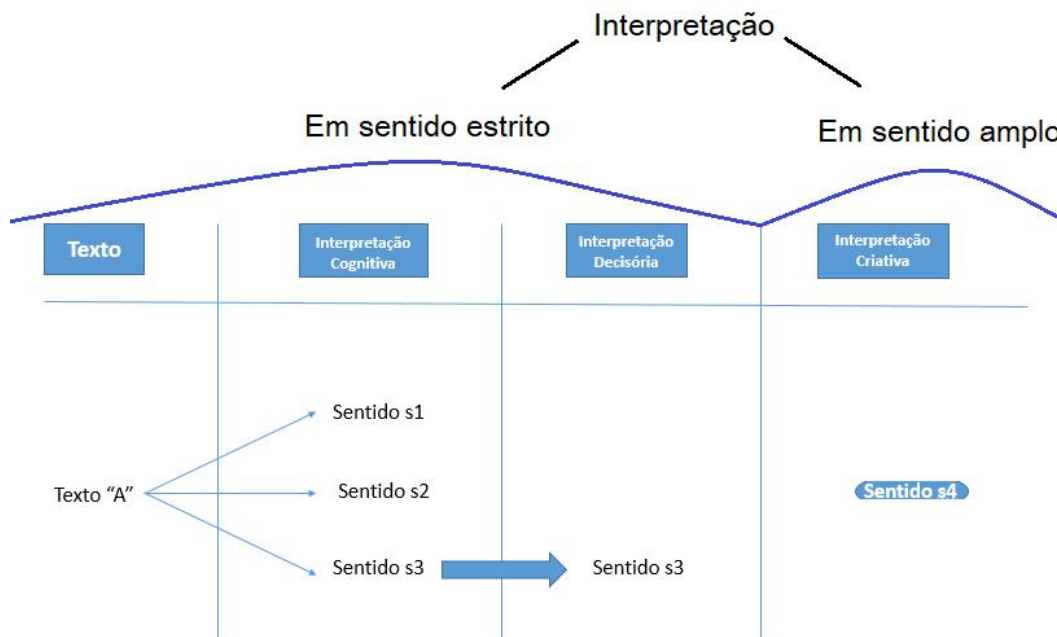 Interpretação
Em sentido estrito
Em sentido amplo
Texto
Interpretação
Cognitiva
Interpretação
Decisória
Interpretação
Criativa
Sentido s1
Texto “A”
Sentido s2
Sentido s4
Sentido s3
Sentido s3